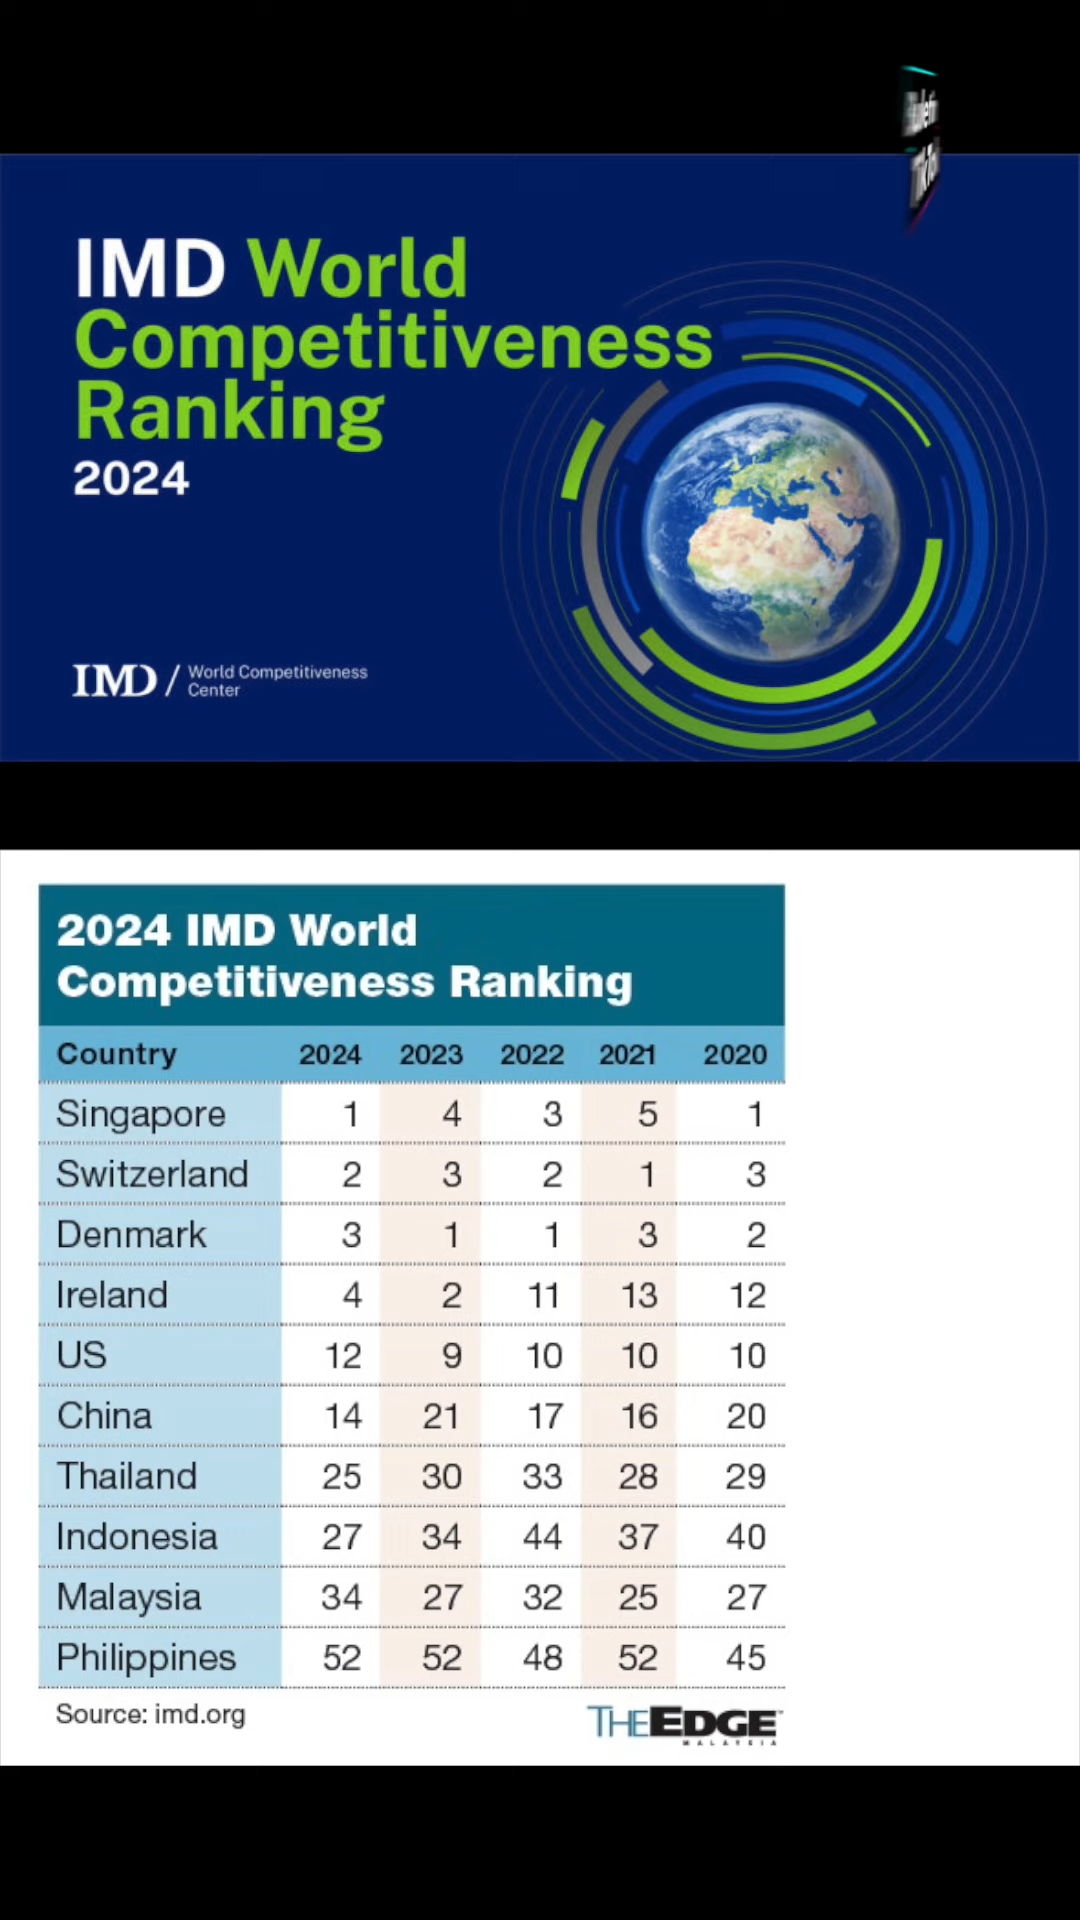 IMD World
Competitiveness
Ranking
2024
IMD / World Competitiveness
Center
2024 IMD World
Competitiveness Ranking
Country 2024 2023 2022 2021 2020
Singapore 1 4 3 5 1
Switzerland 2 3 2 1 3
Denmark 3 1 1 3 2
Ireland 4 2 11 13 12
US 12 9 10 10 10
China 14 21 17 16 20
Thailand 25 30 33 28 29
Indonesia 27 34 44 37 40
Malaysia 34 27 32 25 27
Philippines 52 52 48 52 45
Source: imd.org
THE EDGE
MALAYSIA